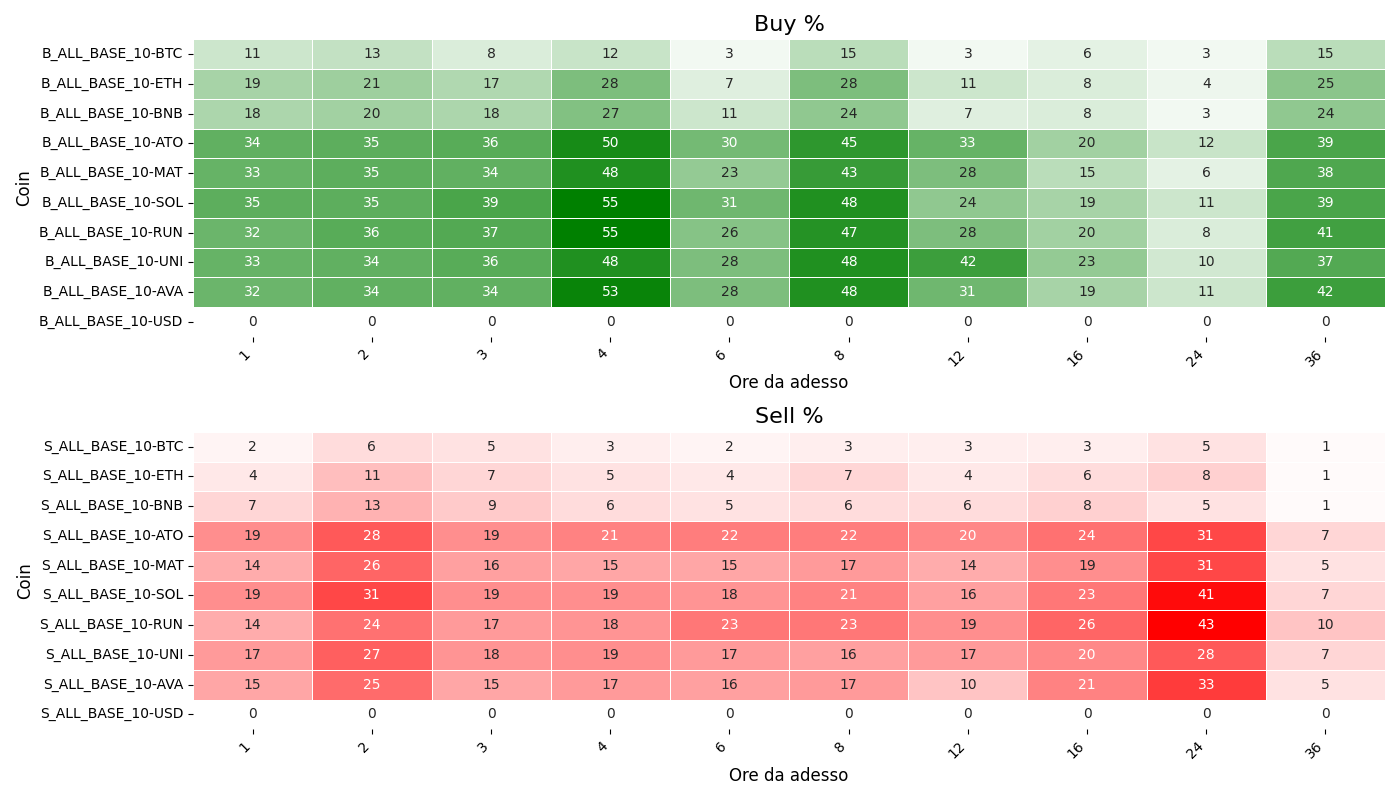 Buy %
Coin
B_ALL_BASE_10-BTC 11 13 8 12 3 15 3 6 3 15
B_ALL_BASE_10-ETH 19 21 17 28 7 28 11 8 4 25
B_ALL_BASE_10-BNB 18 20 18 27 11 24 7 8 3 24
B_ALL_BASE_10-ATO 34 35 36 50 30 45 33 20 12 39
B_ALL_BASE_10-MAT 33 35 34 48 23 43 28 15 6 38
B_ALL_BASE_10-SOL 35 35 39 55 31 48 24 19 11 39
B_ALL_BASE_10-RUN 32 36 37 55 26 47 28 20 8 41
B_ALL_BASE_10-UNI 33 34 36 48 28 48 42 23 10 37
B_ALL_BASE_10-AVA 32 34 34 53 28 48 31 19 11 42
B_ALL_BASE_10-USD 0 0 0 0 0 0 0 0 0 0
1 2 3 4 6 8 12 16 24 36
Ore da adesso
Sell %
Coin
S_ALL_BASE_10-BTC 2 6 5 3 2 3 3 3 5 1
S_ALL_BASE_10-ETH 4 11 7 5 4 7 4 6 8 1
S_ALL_BASE_10-BNB 7 13 9 6 5 6 6 8 5 1
S_ALL_BASE_10-ATO 19 28 19 21 22 22 20 24 31 7
S_ALL_BASE_10-MAT 14 26 16 15 15 17 14 19 31 5
S_ALL_BASE_10-SOL 19 31 19 19 18 21 16 23 41 7
S_ALL_BASE_10-RUN 14 24 17 18 23 23 19 26 43 10
S_ALL_BASE_10-UNI 17 27 18 19 17 16 17 20 28 7
S_ALL_BASE_10-AVA 15 25 15 17 16 17 10 21 33 5
S_ALL_BASE_10-USD 0 0 0 0 0 0 0 0 0 0
1 2 3 4 6 8 12 16 24 36
Ore da adesso